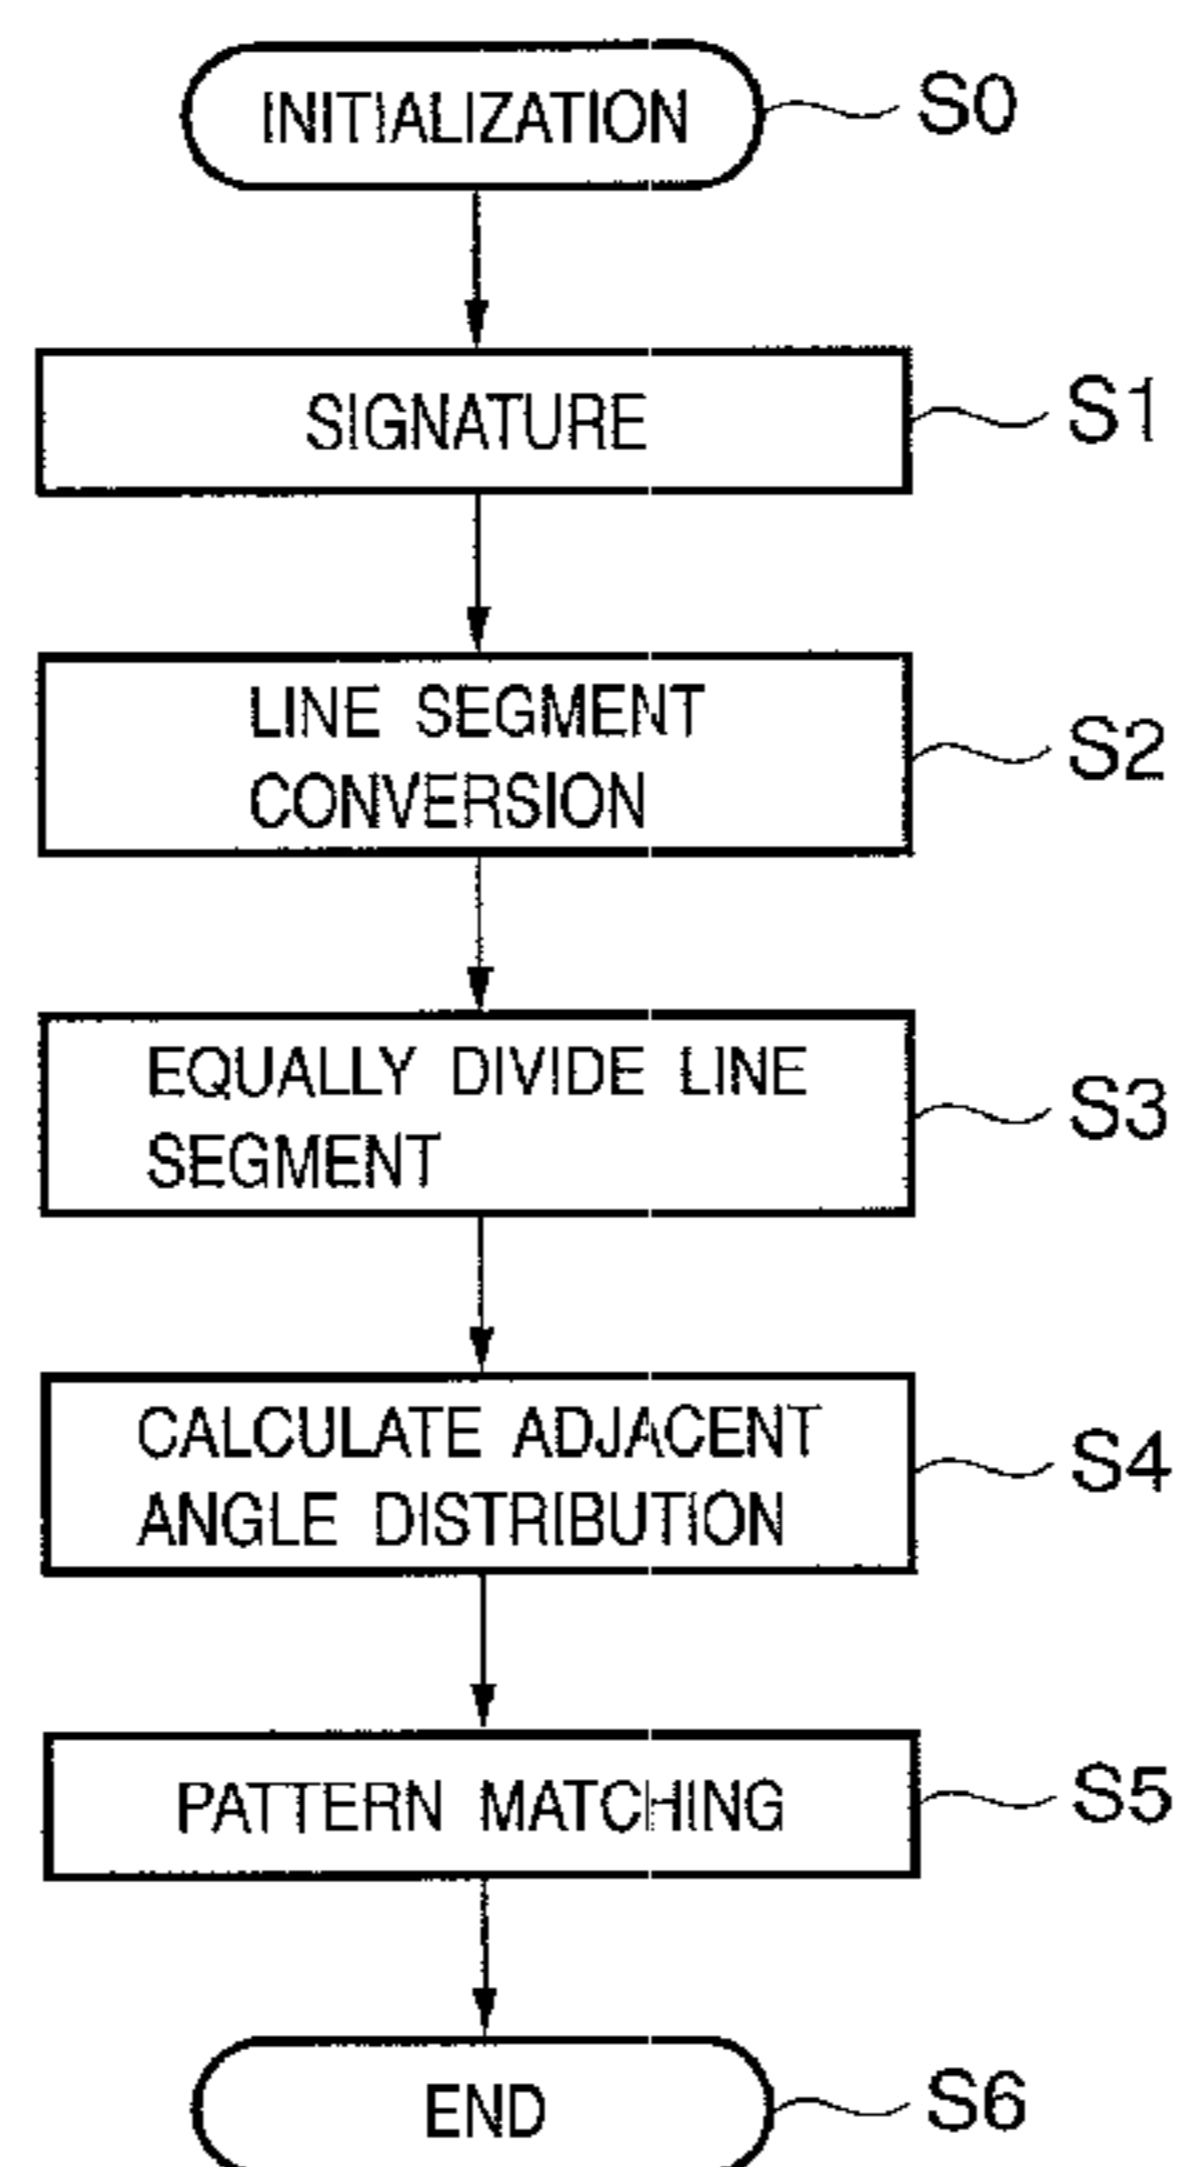 INITIALIZATION S0
SIGNATURE S1
LINE SEGMENT
CONVERSION
S2
EQUALLY DIVIDE LINE
SEGMENT
S3
CALCULATE ADJACENT
ANGLE DISTRIBUTION
S4
PATTERN MATCHING S5
END S6